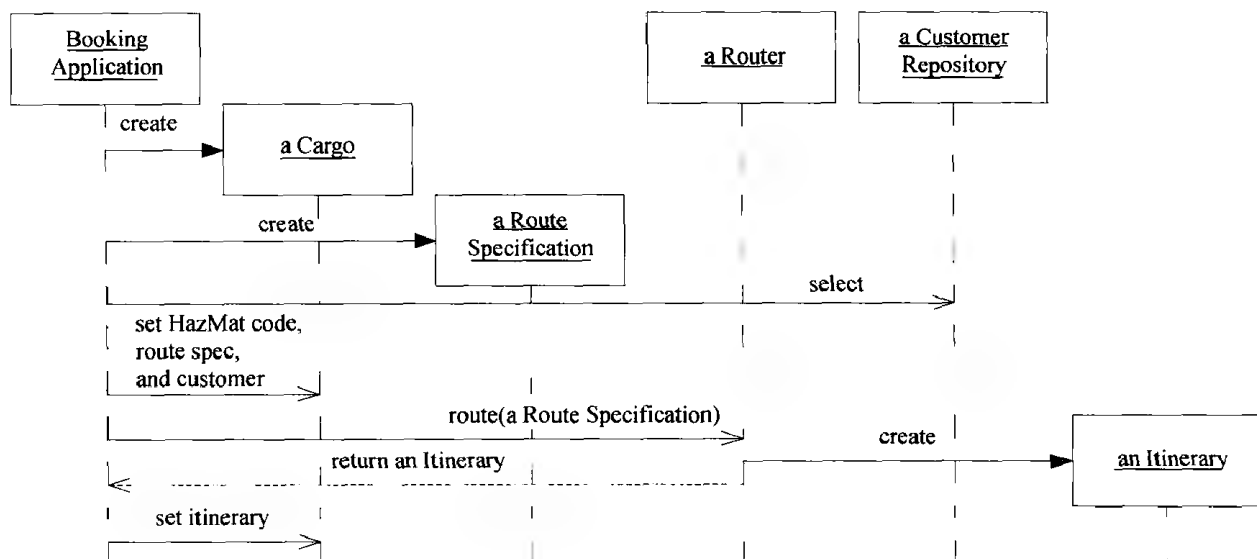 Booking
Application
a Router
a Customer
Repository
create
a Cargo
create
a Route
Specification
select
set HazMat code,
route spec,
and customer
route(a Route Specification)
create
an Itinerary
return an Itinerary
set itinerary